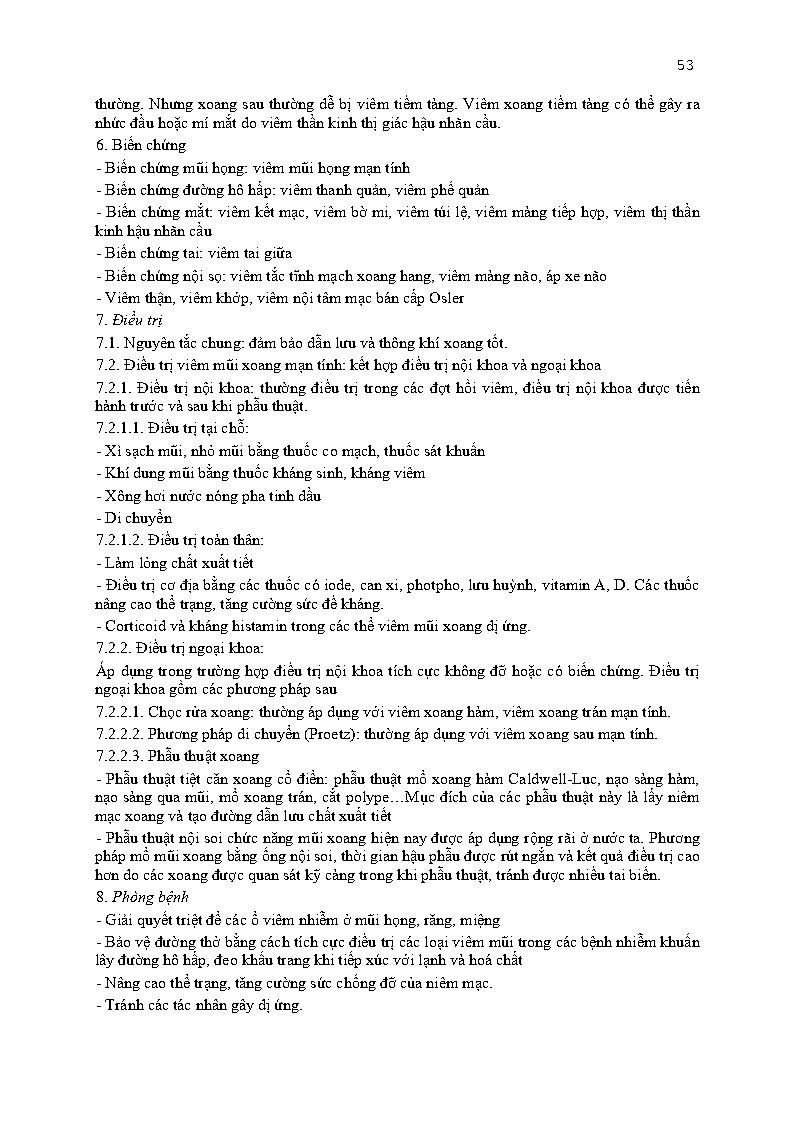 53
thường. Nhưng xoang sau thường dễ bị viêm tiềm tàng. Viêm xoang tiềm tàng có thể gây ra
nhức đầu hoặc mí mắt do viêm thần kinh thị giác hậu nhãn cầu.
6. Biến chứng
- Biến chứng mũi họng: viêm mũi họng mạn tính
- Biến chứng đường hô hấp: viêm thanh quản, viêm phế quản
- Biến chứng mắt: viêm kết mạc, viêm bờ mi, viêm túi lệ, viêm màng tiếp hợp, viêm thị thần
kinh hậu nhãn cầu
- Biến chứng tai: viêm tai giữa
- Biến chứng nội sọ: viêm tắc tĩnh mạch xoang hang, viêm màng não, áp xe não
- Viêm thận, viêm khớp, viêm nội tâm mạc bán cấp Osler
7. Điều trị
7.1. Nguyên tắc chung: đảm bảo dẫn lưu và thông khí xoang tốt.
7.2. Điều trị viêm mũi xoang mạn tính: kết hợp điều trị nội khoa và ngoại khoa
7.2.1. Điều trị nội khoa: thường điều trị trong các đợt hồi viêm, điều trị nội khoa được tiến
hành trước và sau khi phẫu thuật.
7.2.1.1. Điều trị tại chỗ:
- Xì sạch mũi, nhỏ mũi bằng thuốc co mạch, thuốc sát khuẩn
- Khí dung mũi bằng thuốc kháng sinh, kháng viêm
- Xông hơi nước nóng pha tinh dầu
- Di chuyển
7.2.1.2. Điều trị toàn thân:
- Làm lỏng chất xuất tiết
- Điều trị cơ địa bằng các thuốc có iode, can xi, photpho, lưu huỳnh, vitamin A, D. Các thuốc
nâng cao thể trạng, tăng cường sức đề kháng.
- Corticoid và kháng histamin trong các thể viêm mũi xoang dị ứng.
7.2.2. Điều trị ngoại khoa:
Áp dụng trong trường hợp điều trị nội khoa tích cực không đỡ hoặc có biến chứng. Điều trị
ngoại khoa gồm các phương pháp sau
7.2.2.1. Chọc rửa xoang: thường áp dụng với viêm xoang hàm, viêm xoang trán mạn tính.
7.2.2.2. Phương pháp di chuyển (Proetz): thường áp dụng với viêm xoang sau mạn tính.
7.2.2.3. Phẫu thuật xoang
- Phẫu thuật tiệt căn xoang cổ điển: phẫu thuật mổ xoang hàm Caldwell-Luc, nạo sàng hàm,
nạo sàng qua mũi, mổ xoang trán, cắt polype…Mục đích của các phẫu thuật này là lấy niêm
mạc xoang và tạo đường dẫn lưu chất xuất tiết
- Phẫu thuật nội soi chức năng mũi xoang hiện nay được áp dụng rộng rãi ở nước ta. Phương
pháp mổ mũi xoang bằng ống nội soi, thời gian hậu phẫu được rút ngắn và kết quả điều trị cao
hơn do các xoang được quan sát kỹ càng trong khi phẫu thuật, tránh được nhiều tai biến.
8. Phòng bệnh
- Giải quyết triệt để các ổ viêm nhiễm ở mũi họng, răng, miệng
- Bảo vệ đường thở bằng cách tích cực điều trị các loại viêm mũi trong các bệnh nhiễm khuẩn
lây đường hô hấp, đeo khẩu trang khi tiếp xúc với lạnh và hoá chất
- Nâng cao thể trạng, tăng cường sức chống đỡ của niêm mạc.
- Tránh các tác nhân gây dị ứng.